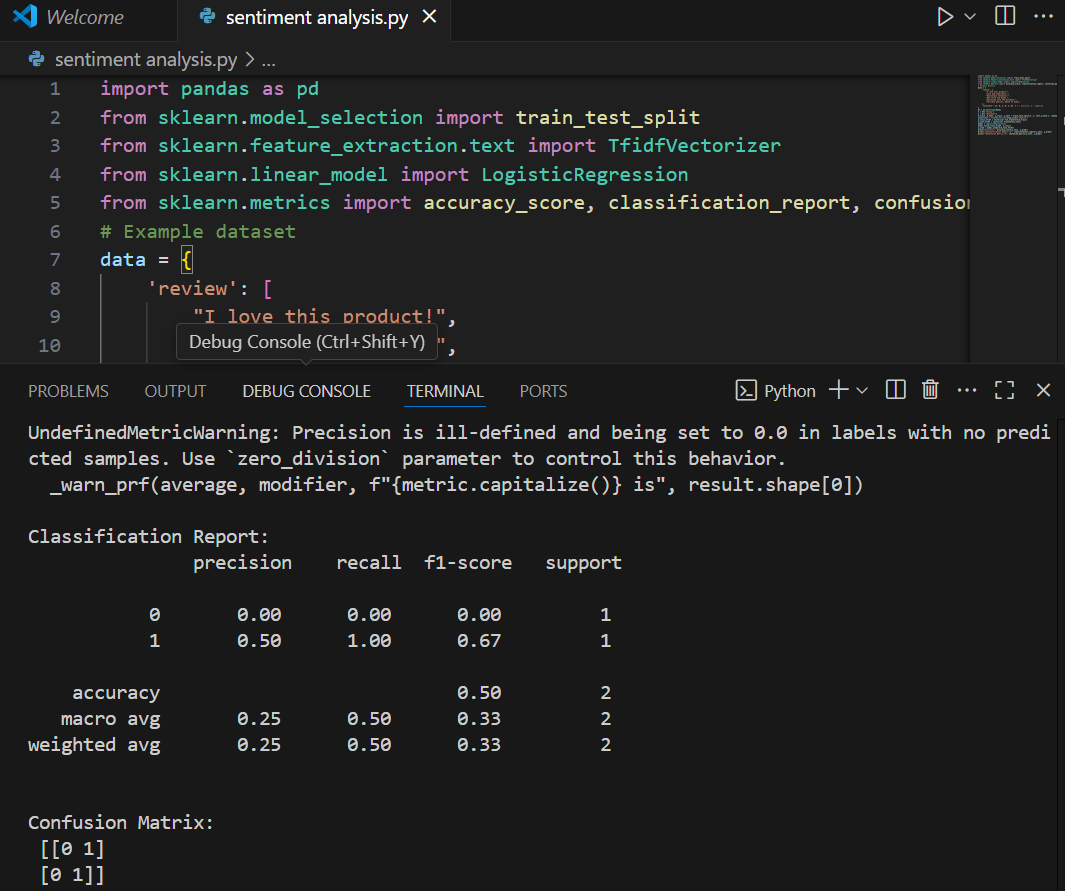 Welcome
sentiment analysis.py
sentiment analysis.py > ...
1 import pandas as pd
2 from sklearn.model_selection import train_test_split
3 from sklearn.feature_extraction.text import TfidfVectorizer
4 from sklearn.linear_model import LogisticRegression
5 from sklearn.metrics import accuracy_score, classification_report, confusion
6 # Example dataset
7 data = {
8 'review': [
9 "I love this product!",
10 ",
Debug Console (Ctrl+Shift+Y)
PROBLEMS OUTPUT DEBUG CONSOLE TERMINAL PORTS Python
UndefinedMetricWarning: Precision is ill-defined and being set to 0.0 in labels with no predi
cted samples. Use `zero_division` parameter to control this behavior.
_warn_prf(average, modifier, f"{metric.capitalize()} is", result.shape[0])
Classification Report:
precision recall f1-score support
0 0.00 0.00 0.00 1
1 0.50 1.00 0.67 1
accuracy 0.50 2
macro avg 0.25 0.50 0.33 2
weighted avg 0.25 0.50 0.33 2
Confusion Matrix:
[[0 1]
[0 1]]